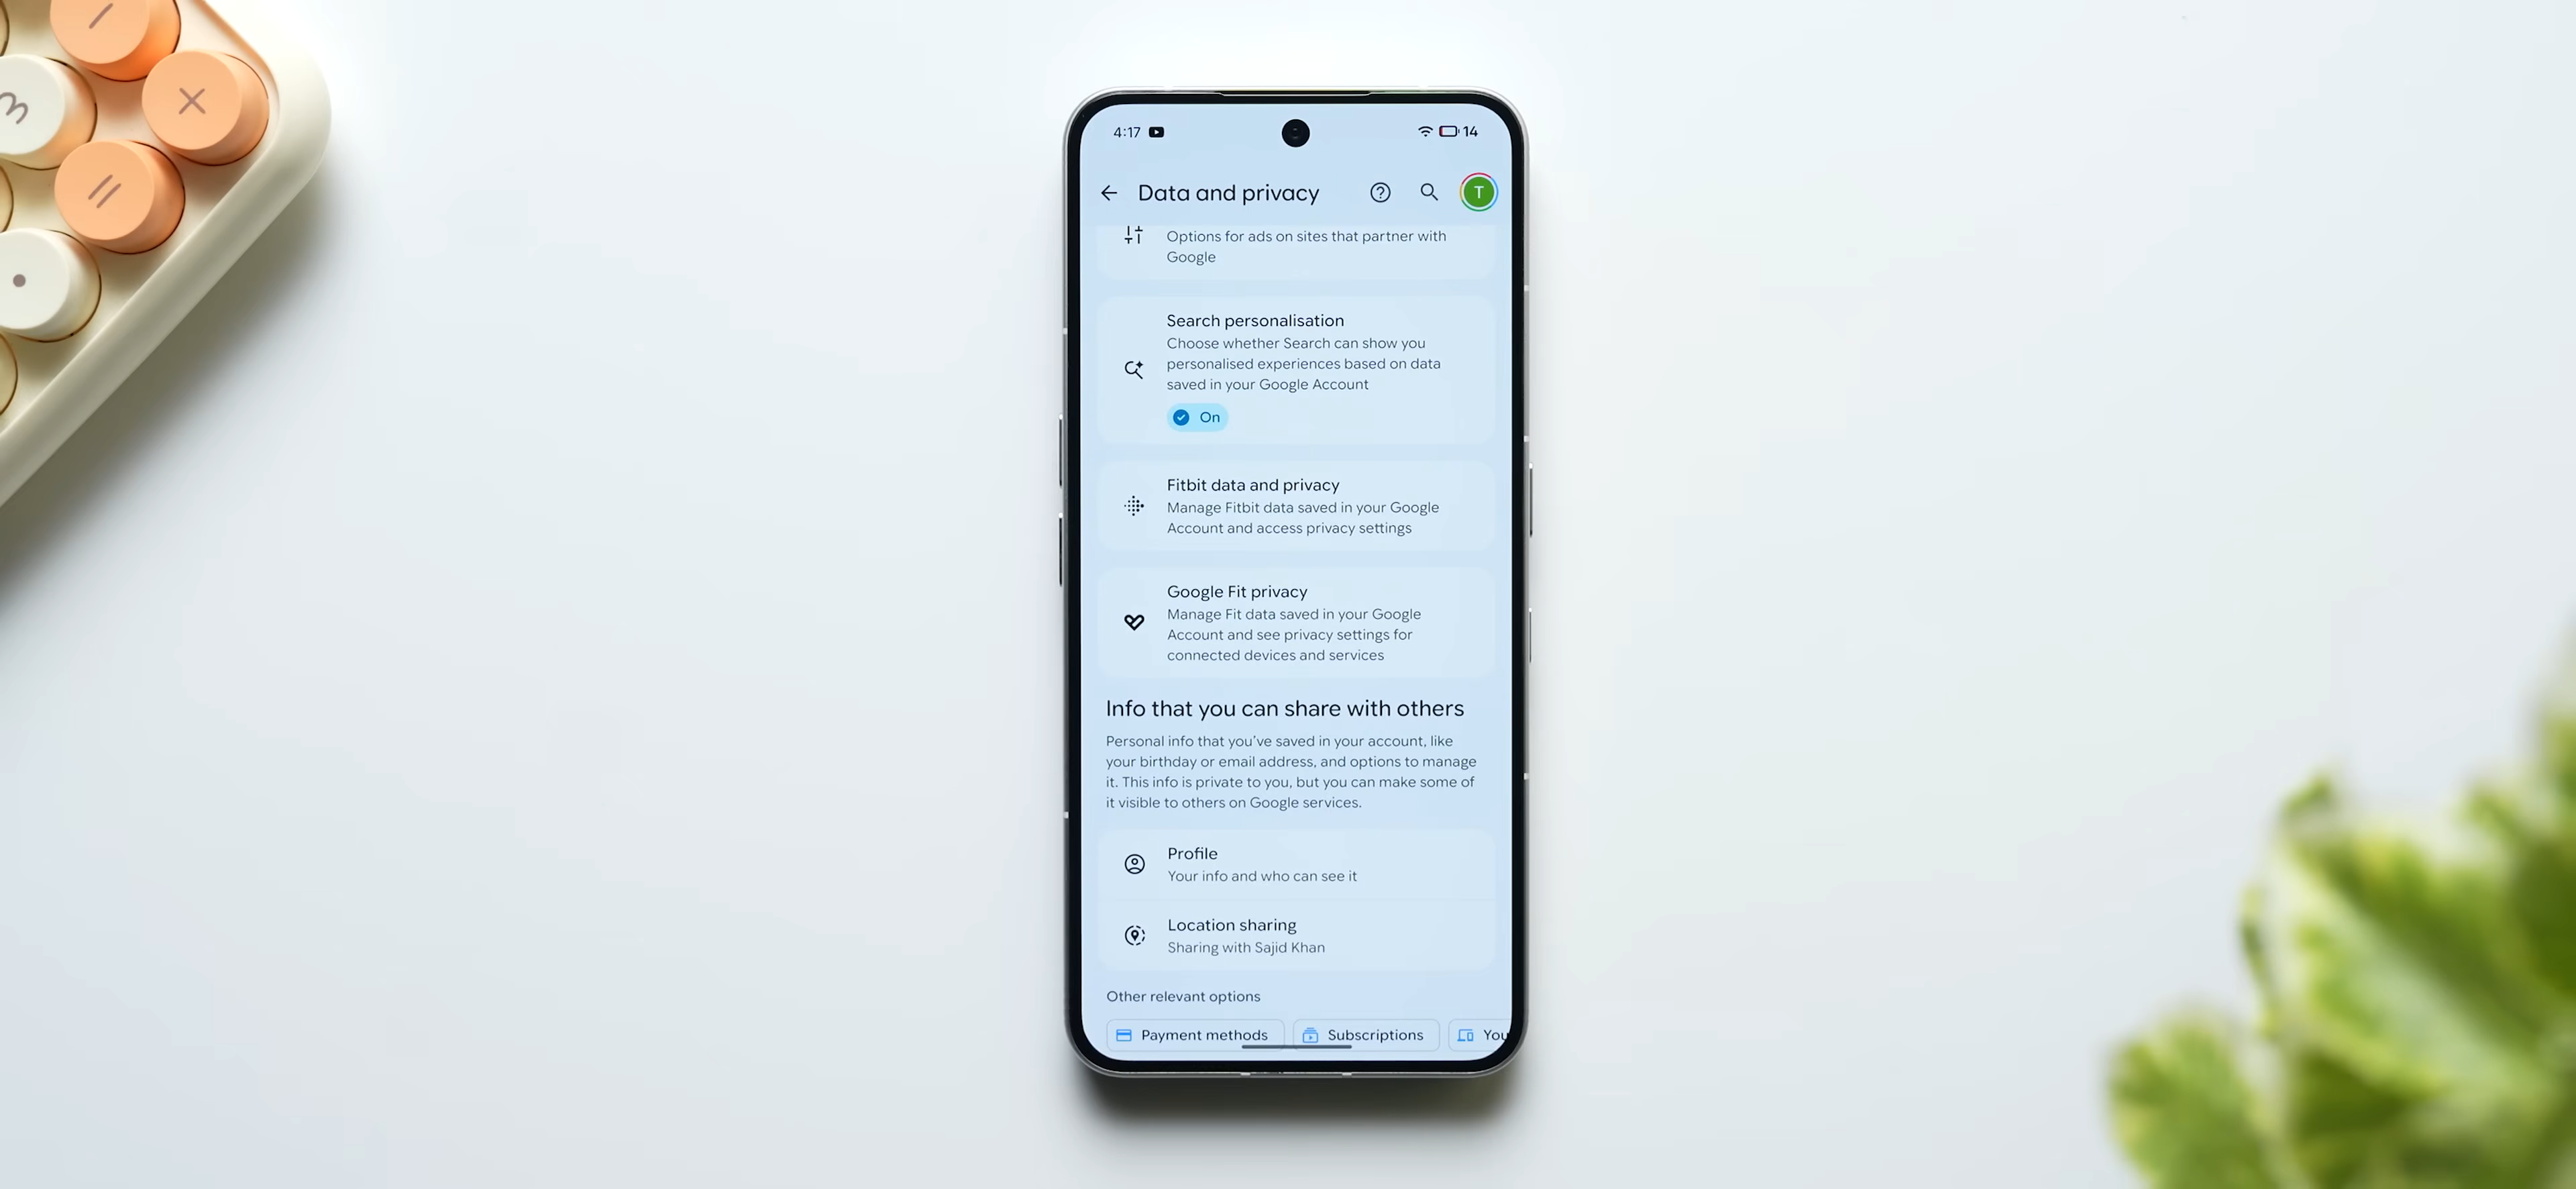 3
4:17
14
Data and privacy
T
Options for ads on sites that partner with
Google
Search personalisation
Choose whether Search can show you
personalised experiences based on data
saved in your Google Account
On
Fitbit data and privacy
Manage Fitbit data saved in your Google
Account and access privacy settings
Google Fit privacy
Manage Fit data saved in your Google
Account and see privacy settings for
connected devices and services
Info that you can share with others
Personal info that you've saved in your account, like
your birthday or email address, and options to manage
it. This info is private to you, but you can make some of
it visible to others on Google services.
Profile
Your info and who can see it
Location sharing
Sharing with Sajid Khan
Other relevant options
Payment methods
Subscriptions
You